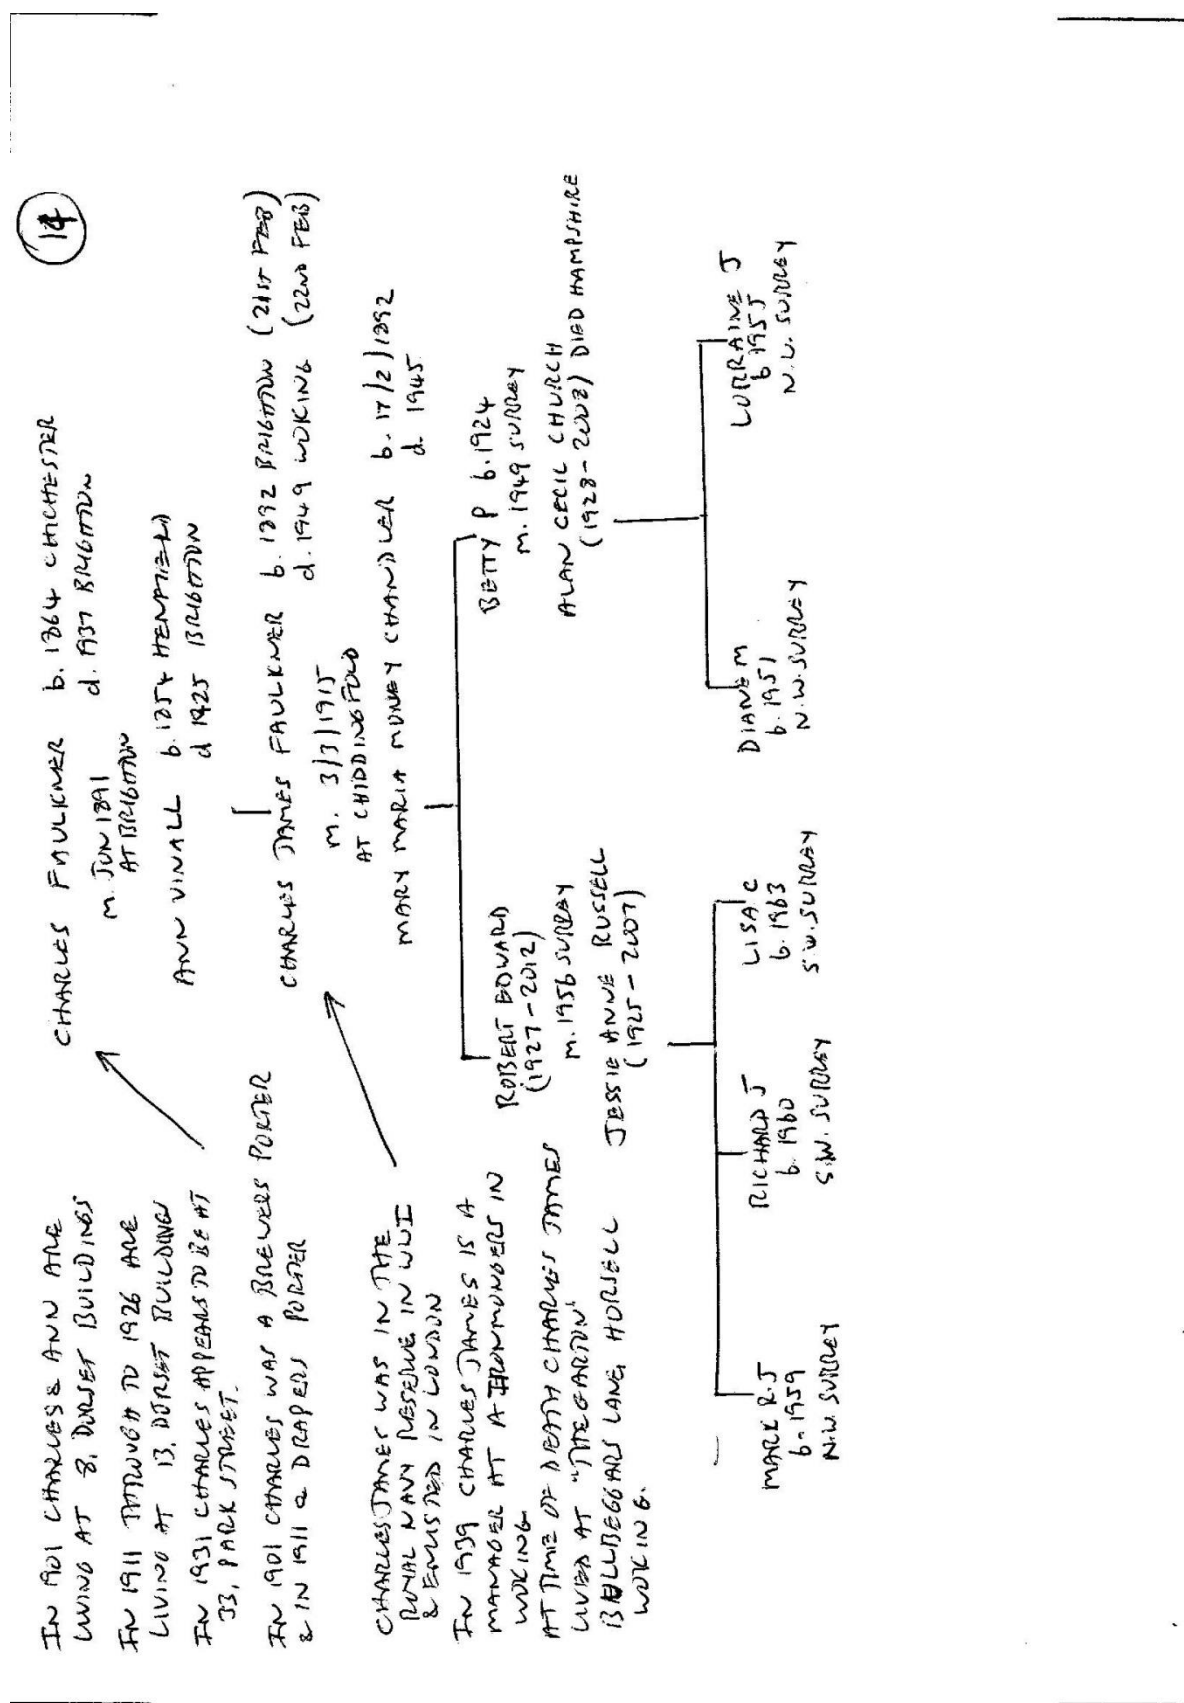 14
IN 1901 CHARLES & ANN ARE
LIVING AT 8, DORSET BUILDINGS
IN 1911 THROUGH TO 1926 ARE
LIVING AT 13, DORSET BUILDING
IN 1931 CHARLES APPEARS TO BE AT
33, PARK STREET.
IN 1901 CHARLES WAS A BREWERS PORTER
& IN 1911 a DRAPERS PORTER
CHARLES JAMES WAS IN THE
ROYAL NAVY RESERVE IN WWI
& ENLISTED IN LONDON
IN 1939 CHARLES JAMES IS A
MANAGER AT A IRONMONGERS IN
WOKING
AT TIME OF DEATH CHARLES JAMES
LIVED AT "THEGARTON"
BULLBEGGARS LANE, HORSELL
WOKING.
CHARLES FAULKNER b. 1864 CHICHESTER
d. 1937 BRIGHTON
m. JUN 1891
AT BRIGHTON
ANN VINALL b. 1854 HENFIELD
d 1925 BRIGHTON
CHARLES JAMES FAULKNER b. 1892 BRIGHTON (21ST FEB)
d. 1949 WOKING (22ND FEB)
m. 3/3/1915
AT CHIDDINGFOLD
MARY MARIA MONEY CHANDLER b. 17/2/1892
d. 1945
ROBERT EDWARD
(1927-2012)
m. 1956 SURREY
JESSIE ANNE RUSSELL
(1925-2007)
BETTY P b.1924
m. 1949 SURREY
ALAN CECIL CHURCH
(1928-2008) DIED HAMPSHIRE
MARK R.J
b. 1959
N.W. SURREY
RICHARD J
b. 1960
S.W. SURREY
LISA C
b. 1963
S.W. SURREY
DIANE M
b. 1951
N.W. SURREY
LORRAINE J
b 1955
N.W. SURREY